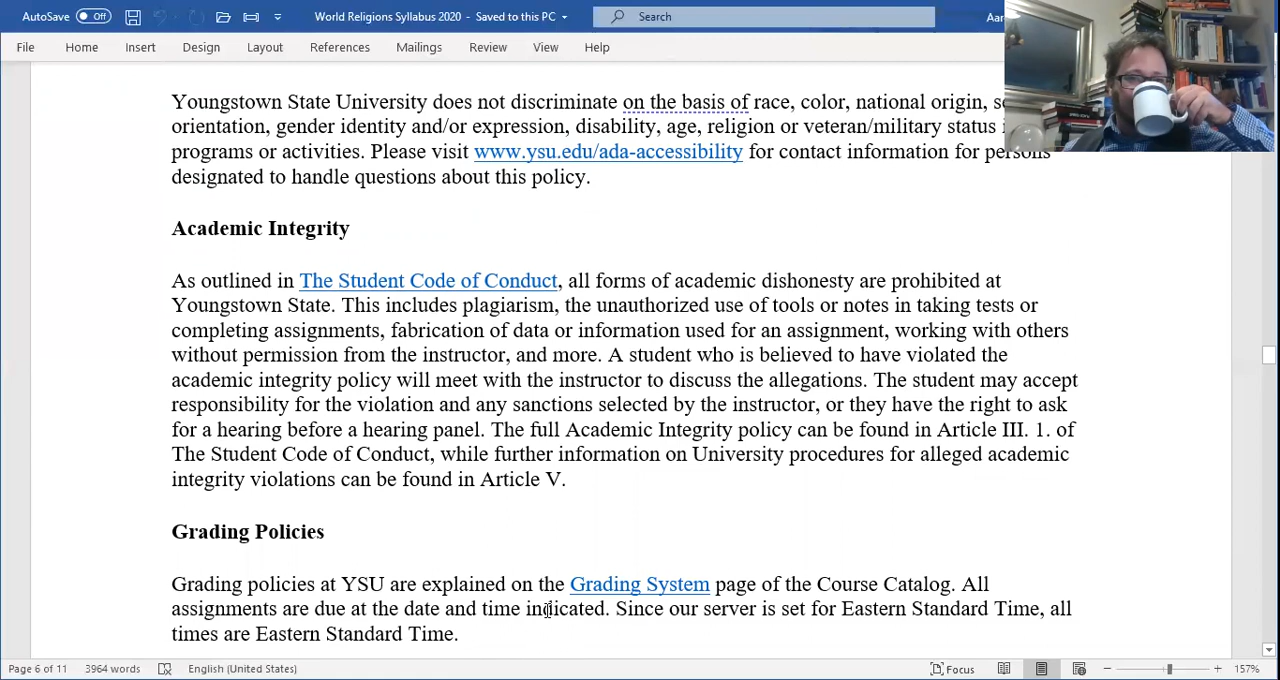 AutoSave Off World Religions Syllabus 2020 - Saved to this PC Search
File Home Insert Design Layout References Mailings Review View Help
Youngstown State University does not discriminate on the basis of race, color, national origin,
orientation, gender identity and/or expression, disability, age, religion or veteran/military status
programs or activities. Please visit www.ysu.edu/ada-accessibility for contact information for persons
designated to handle questions about this policy.
Academic Integrity
As outlined in The Student Code of Conduct, all forms of academic dishonesty are prohibited at
Youngstown State. This includes plagiarism, the unauthorized use of tools or notes in taking tests or
completing assignments, fabrication of data or information used for an assignment, working with others
without permission from the instructor, and more. A student who is believed to have violated the
academic integrity policy will meet with the instructor to discuss the allegations. The student may accept
responsibility for the violation and any sanctions selected by the instructor, or they have the right to ask
for a hearing before a hearing panel. The full Academic Integrity policy can be found in Article III. 1. of
The Student Code of Conduct, while further information on University procedures for alleged academic
integrity violations can be found in Article V.
Grading Policies
Grading policies at YSU are explained on the Grading System page of the Course Catalog. All
assignments are due at the date and time indicated. Since our server is set for Eastern Standard Time, all
times are Eastern Standard Time.
Page 6 of 11 3964 words English (United States) Focus 157%